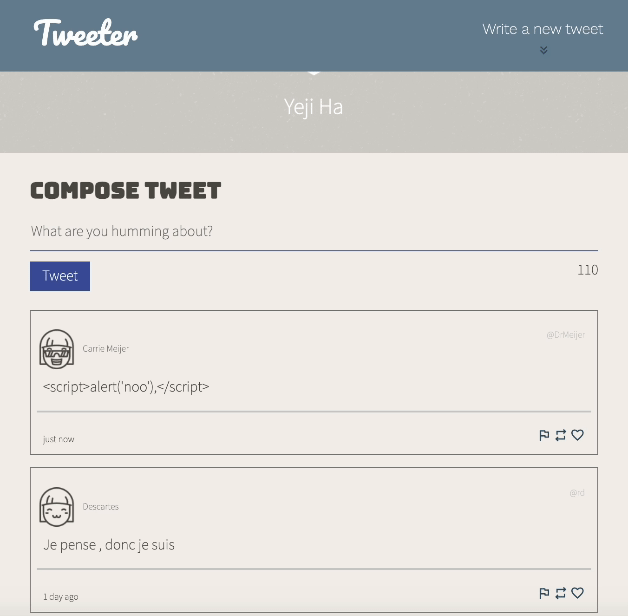 Tweeter
Write a new tweet
Yeji Ha
COMPOSE TWEET
What are you humming about?
Tweet
110
Carrie Meijer
@DrMeijer
<script>alert('noo'),</script>
just now
Descartes
@rd
Je pense , donc je suis
1 day ago